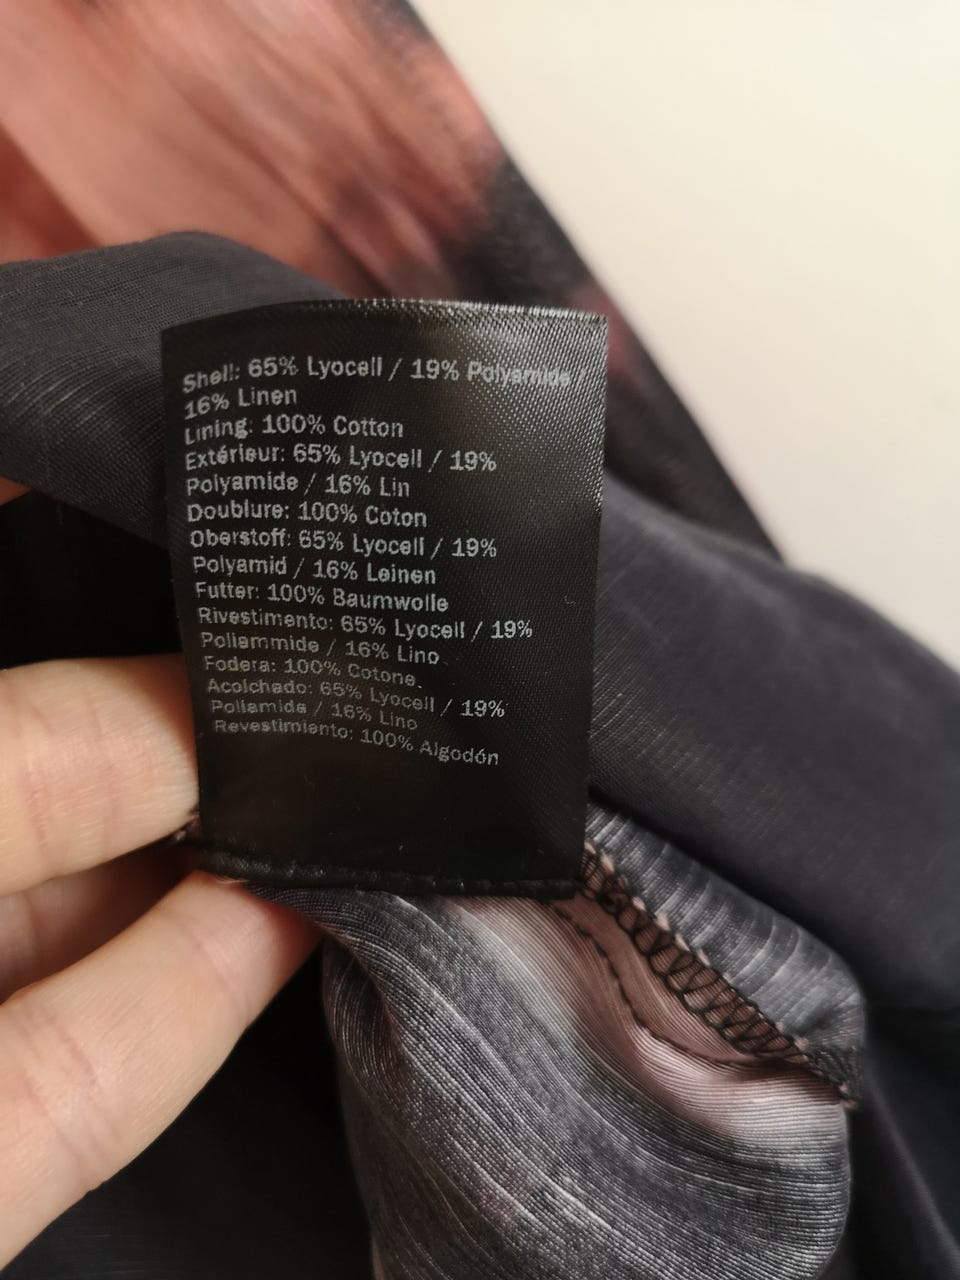 Shell: 65% Lyocell / 19% Polyamide /
16% Linen
Lining: 100% Cotton
Extérieur: 65% Lyocell / 19%
Polyamide / 16% Lin
Doublure: 100% Coton
Oberstoff: 65% Lyocell / 19%
Polyamid / 16% Leinen
Futter: 100% Baumwolle
Rivestimento: 65% Lyocell / 19%
Poliammide / 16% Lino
Fodera: 100% Cotone
Acolchado: 65% Lyocell / 19%
Poliamida / 16% Lino
Revestimiento: 100% Algodón